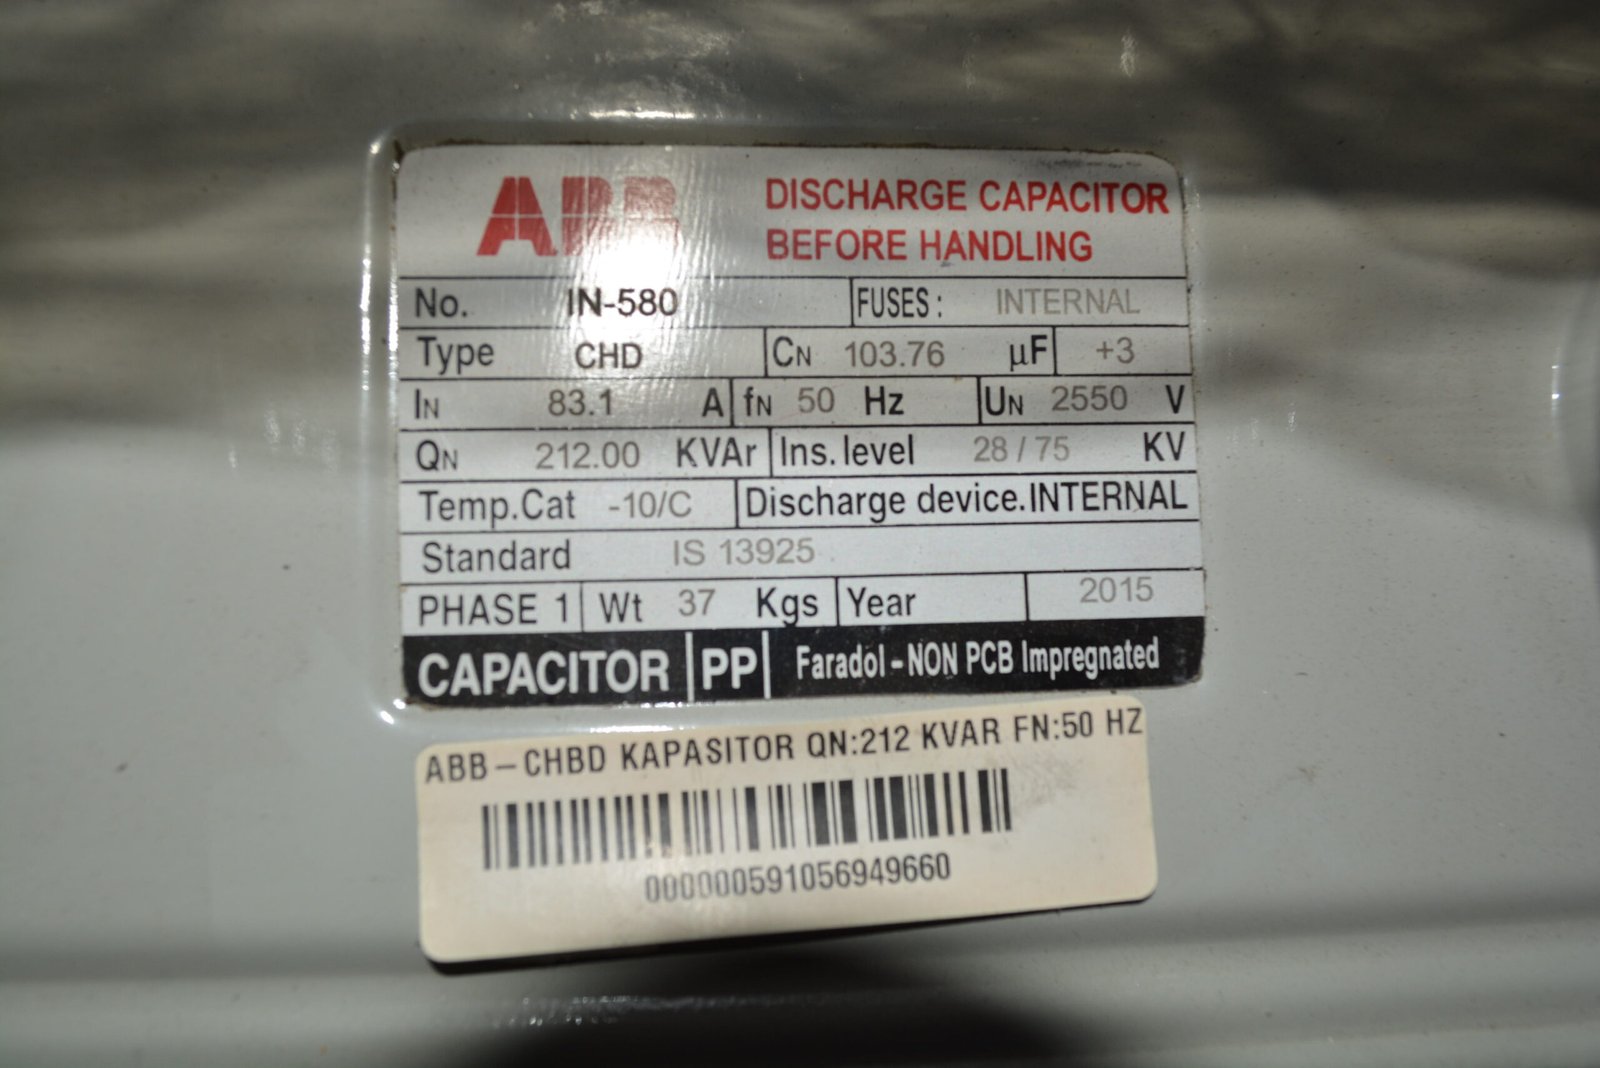 ABB
DISCHARGE CAPACITOR
BEFORE HANDLING
No. IN-580 FUSES: INTERNAL
Type CHD CN 103.76 µF +3
IN 83.1 A fN 50 Hz UN 2550 V
QN 212.00 KVAr Ins. level 28 / 75 KV
Temp.Cat -10/C Discharge device.INTERNAL
Standard IS 13925
PHASE 1 Wt 37 Kgs Year 2015
CAPACITOR PP Faradol - NON PCB Impregnated
ABB - CHBD KAPASITOR QN:212 KVAR FN:50 HZ
000000591056949660